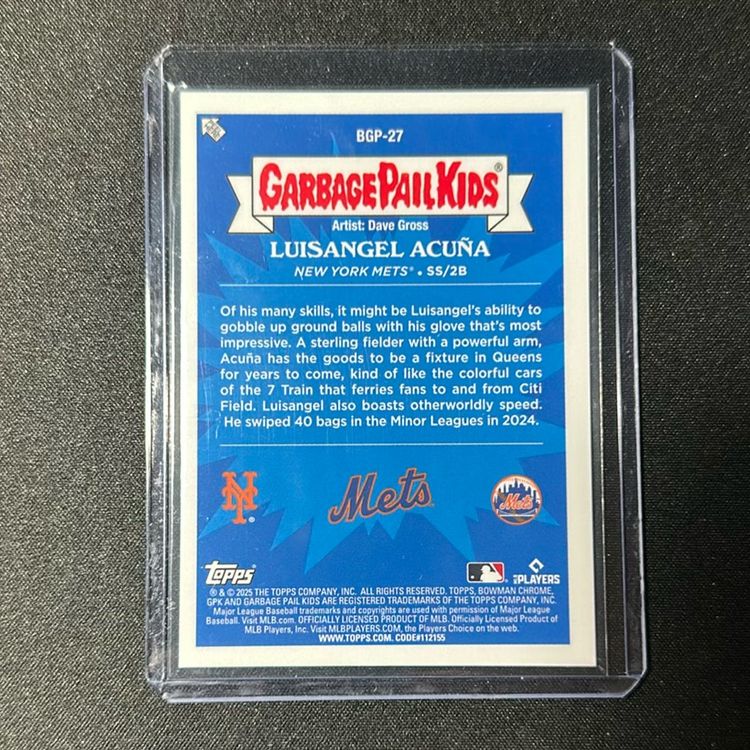 BGP-27
GARBAGE PAIL KIDS®
Artist: Dave Gross
LUISANGEL ACUÑA
NEW YORK METS® • SS/2B
Of his many skills, it might be Luisangel's ability to
gobble up ground balls with his glove that's most
impressive. A sterling fielder with a powerful arm,
Acuña has the goods to be a fixture in Queens
for years to come, kind of like the colorful cars
of the 7 Train that ferries fans to and from Citi
Field. Luisangel also boasts otherworldly speed.
He swiped 40 bags in the Minor Leagues in 2024.
NY®
Mets
Mets
TOPPS
PLAYERS
® & © 2025 THE TOPPS COMPANY, INC. ALL RIGHTS RESERVED. TOPPS, BOWMAN CHROME,
GPK AND GARBAGE PAIL KIDS ARE REGISTERED TRADEMARKS OF THE TOPPS COMPANY, INC.
Major League Baseball trademarks and copyrights are used with permission of Major League
Baseball. Visit MLB.com. OFFICIALLY LICENSED PRODUCT OF MLB. Officially Licensed Product of
MLB Players, Inc. Visit MLBPLAYERS.COM, the Players Choice on the web.
WWW.TOPPS.COM. CODE#112155